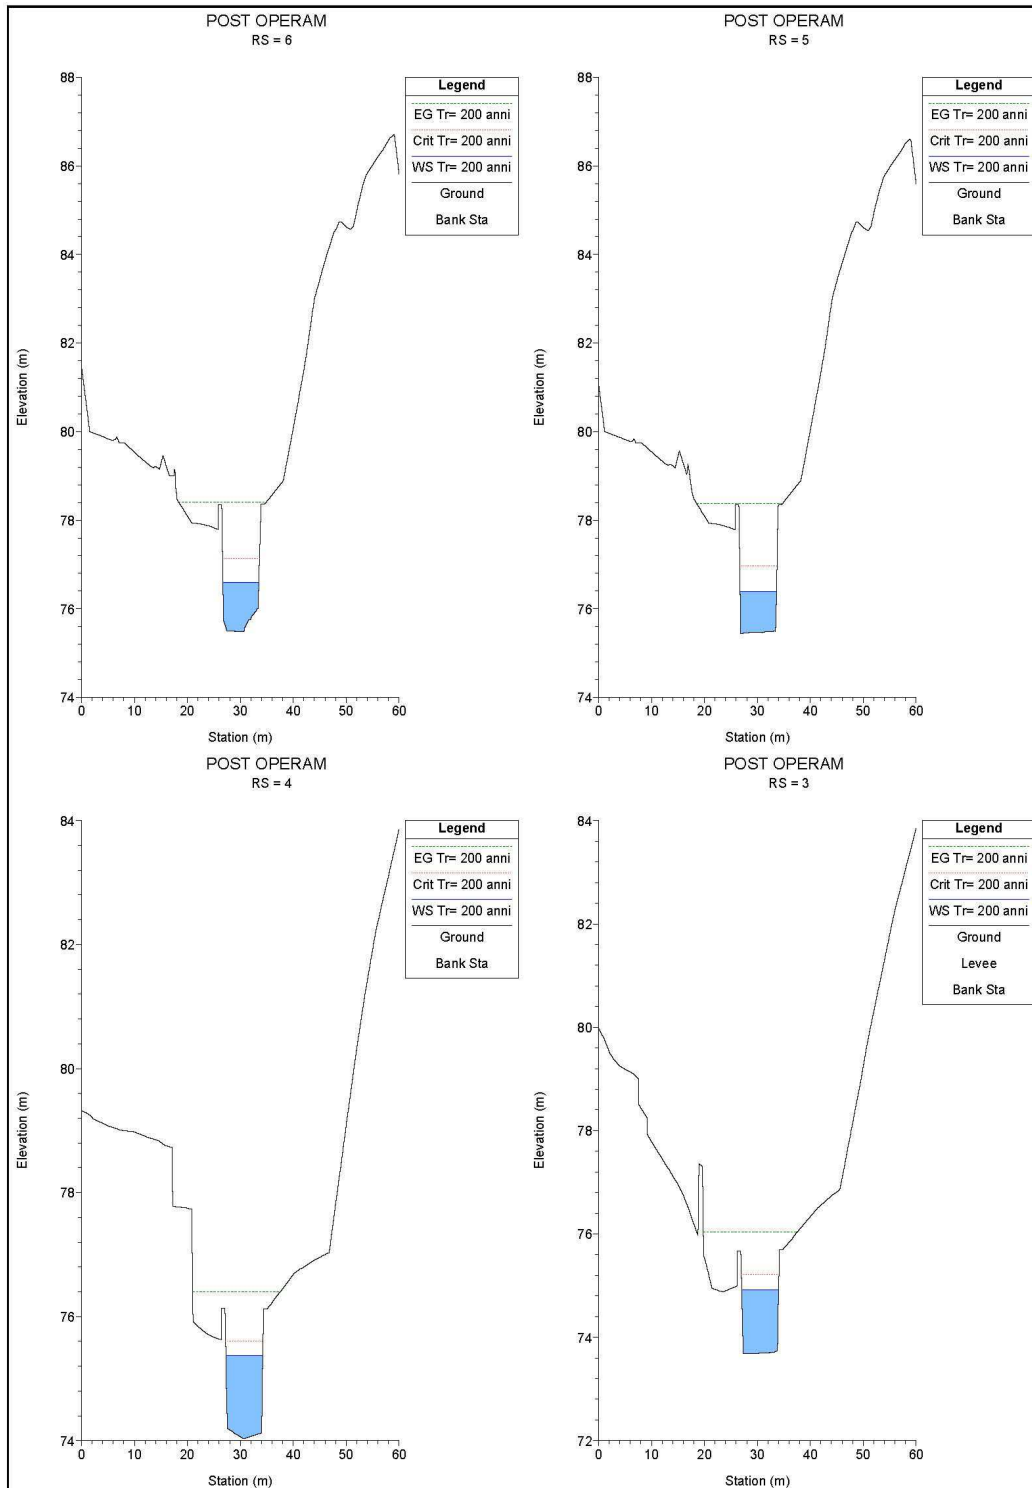 POST OPERAM
RS = 6
88
86
84
82
80
78
76
74
Elevation (m)
0 10 20 30 40 50 60
Station (m)
Legend
EG Tr= 200 anni
Crit Tr= 200 anni
WS Tr= 200 anni
Ground
Bank Sta
POST OPERAM
RS = 5
88
86
84
82
80
78
76
74
Elevation (m)
0 10 20 30 40 50 60
Station (m)
Legend
EG Tr= 200 anni
Crit Tr= 200 anni
WS Tr= 200 anni
Ground
Bank Sta
POST OPERAM
RS = 4
84
82
80
78
76
74
Elevation (m)
0 10 20 30 40 50 60
Station (m)
Legend
EG Tr= 200 anni
Crit Tr= 200 anni
WS Tr= 200 anni
Ground
Bank Sta
POST OPERAM
RS = 3
84
82
80
78
76
74
72
Elevation (m)
0 10 20 30 40 50 60
Station (m)
Legend
EG Tr= 200 anni
Crit Tr= 200 anni
WS Tr= 200 anni
Ground
Levee
Bank Sta